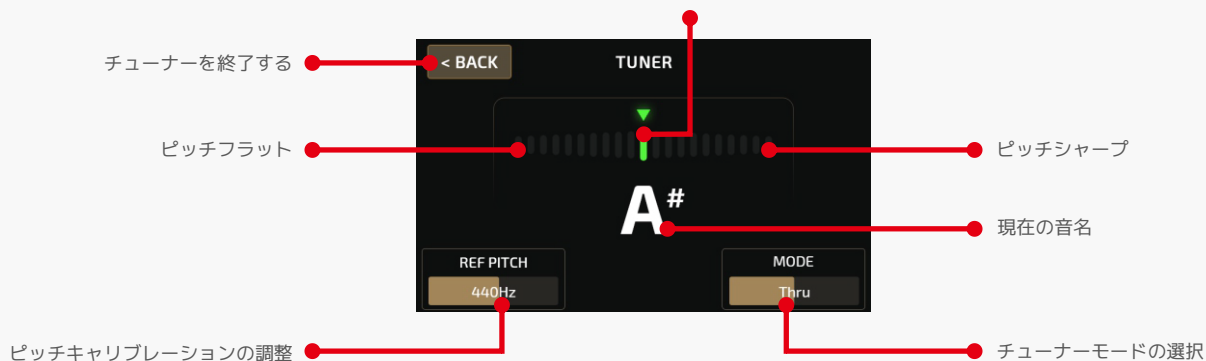 チューナーを終了する
< BACK
TUNER
ピッチフラット
ピッチシャープ
A#
現在の音名
REF PITCH
440Hz
MODE
Thru
ピッチキャリブレーションの調整
チューナーモードの選択